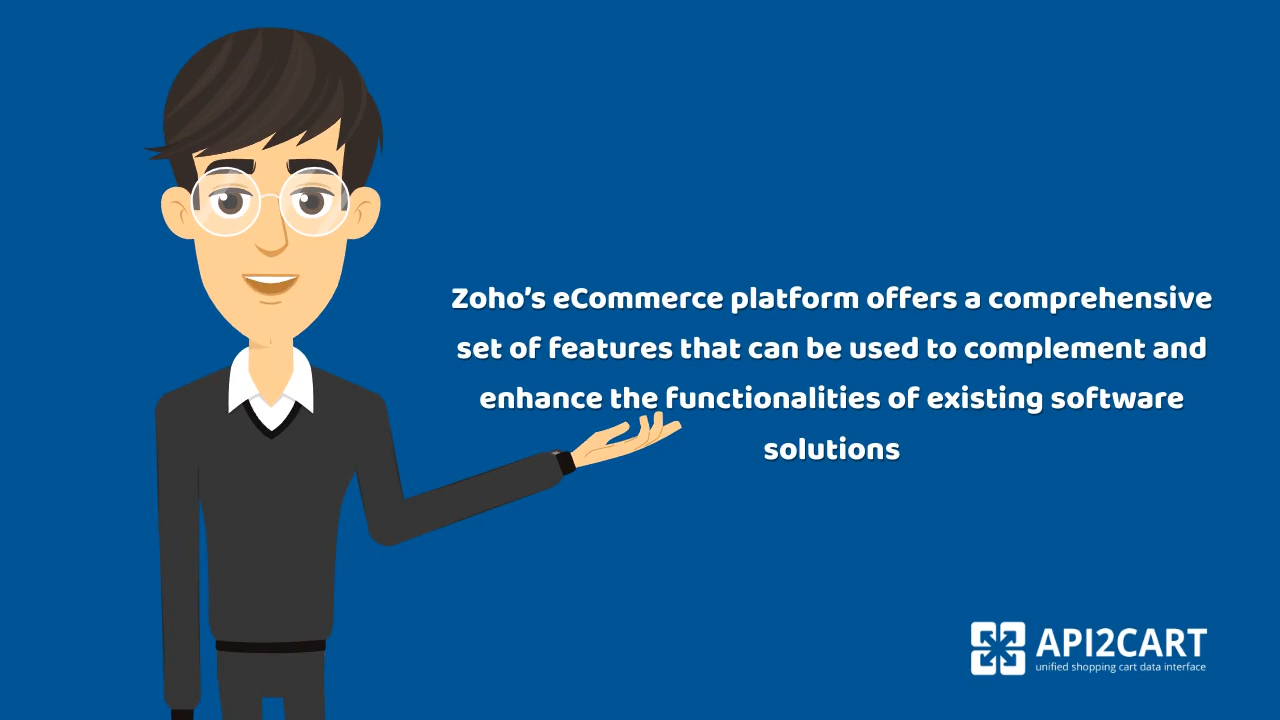 Zoho’s eCommerce platform offers a comprehensive
set of features that can be used to complement and
enhance the functionalities of existing software
solutions
API2CART
unified shopping cart data interface